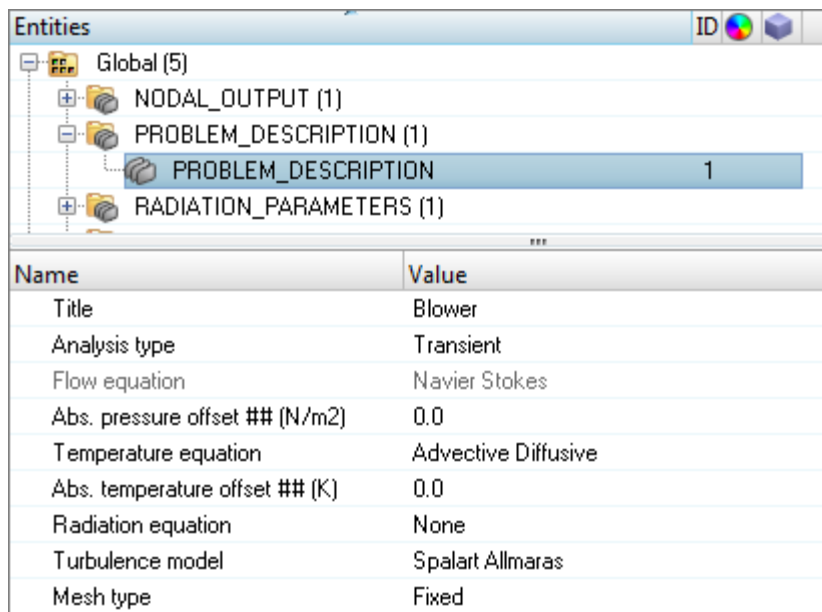 Entities ID
Global (5)
NODAL_OUTPUT (1)
PROBLEM_DESCRIPTION (1)
PROBLEM_DESCRIPTION 1
RADIATION_PARAMETERS (1)
Name Value
Title Blower
Analysis type Transient
Flow equation Navier Stokes
Abs. pressure offset ## (N/m2) 0.0
Temperature equation Advective Diffusive
Abs. temperature offset ## (K) 0.0
Radiation equation None
Turbulence model Spalart Allmaras
Mesh type Fixed